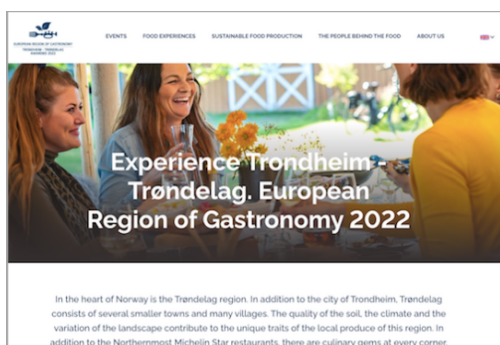 EVENTS FOOD EXPERIENCES SUSTAINABLE FOOD PRODUCTION THE PEOPLE BEHIND THE FOOD ABOUT US
EUROPEAN REGION OF GASTRONOMY
TRONDHEIM - TRØNDELAG
AWARDED 2022
Experience Trondheim -
Trøndelag. European
Region of Gastronomy 2022
In the heart of Norway is the Trøndelag region. In addition to the city of Trondheim, Trøndelag
consists of several smaller towns and many villages. The quality of the soil, the climate and the
variation of the landscape contribute to the unique traits of the local produce of this region. In
addition to the Northernmost Michelin Star restaurants, there are culinary gems at every corner.